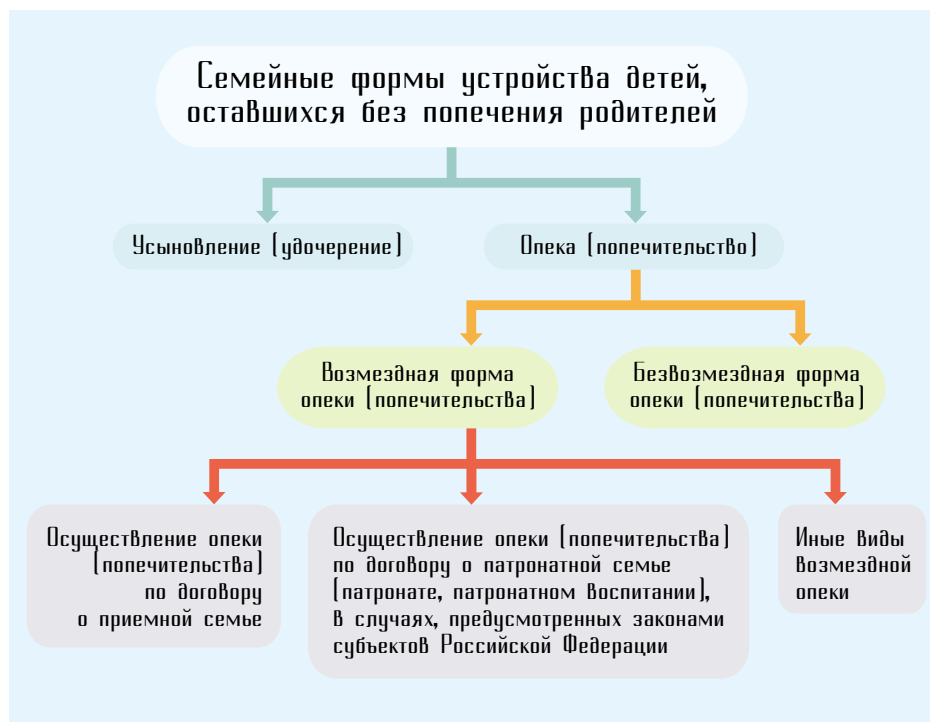 Семейные формы устройства детей,
оставшихся без попечения родителей
Усыновление (удочерение)
Опека (попечительство)
Возмездная форма
опеки (попечительства)
Безвозмездная форма
опеки (попечительства)
Осуществление опеки
(попечительства)
по договору
о приемной семье
Осуществление опеки (попечительства)
по договору о патронатной семье
(патронате, патронатном воспитании),
в случаях, предусмотренных законами
субъектов Российской Федерации
Иные виды
возмездной
опеки